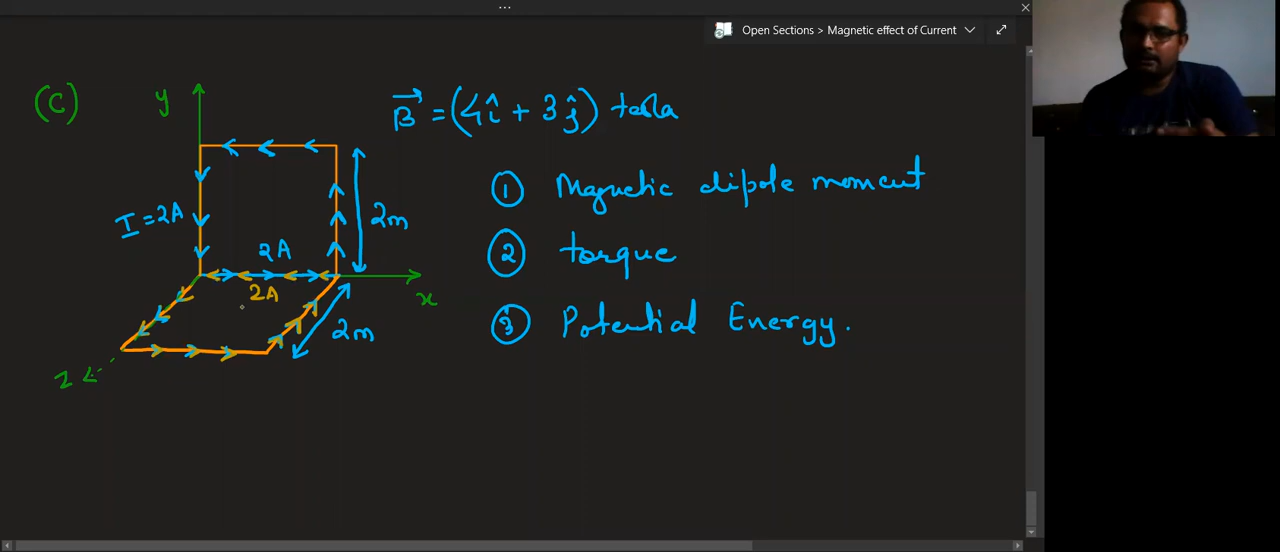 ...
Open Sections > Magnetic effect of Current
(C)
y
B = (4î + 3ĵ) tesla
① Magnetic dipole moment
I = 2A
2m
2A
② torque
2A
x
2m
③ Potential Energy.
z